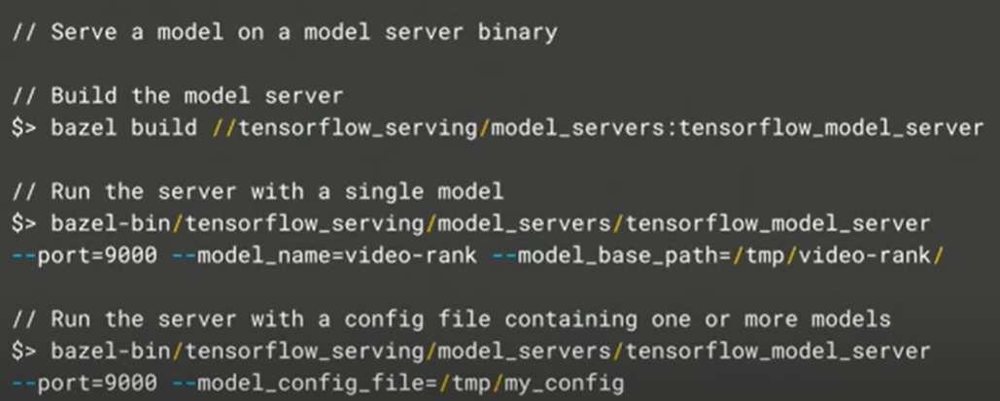 // Serve a model on a model server binary
// Build the model server
$> bazel build //tensorflow_serving/model_servers:tensorflow_model_server
// Run the server with a single model
$> bazel-bin/tensorflow_serving/model_servers/tensorflow_model_server
--port=9000 --model_name=video-rank --model_base_path=/tmp/video-rank/
// Run the server with a config file containing one or more models
$> bazel-bin/tensorflow_serving/model_servers/tensorflow_model_server
--port=9000 --model_config_file=/tmp/my_config